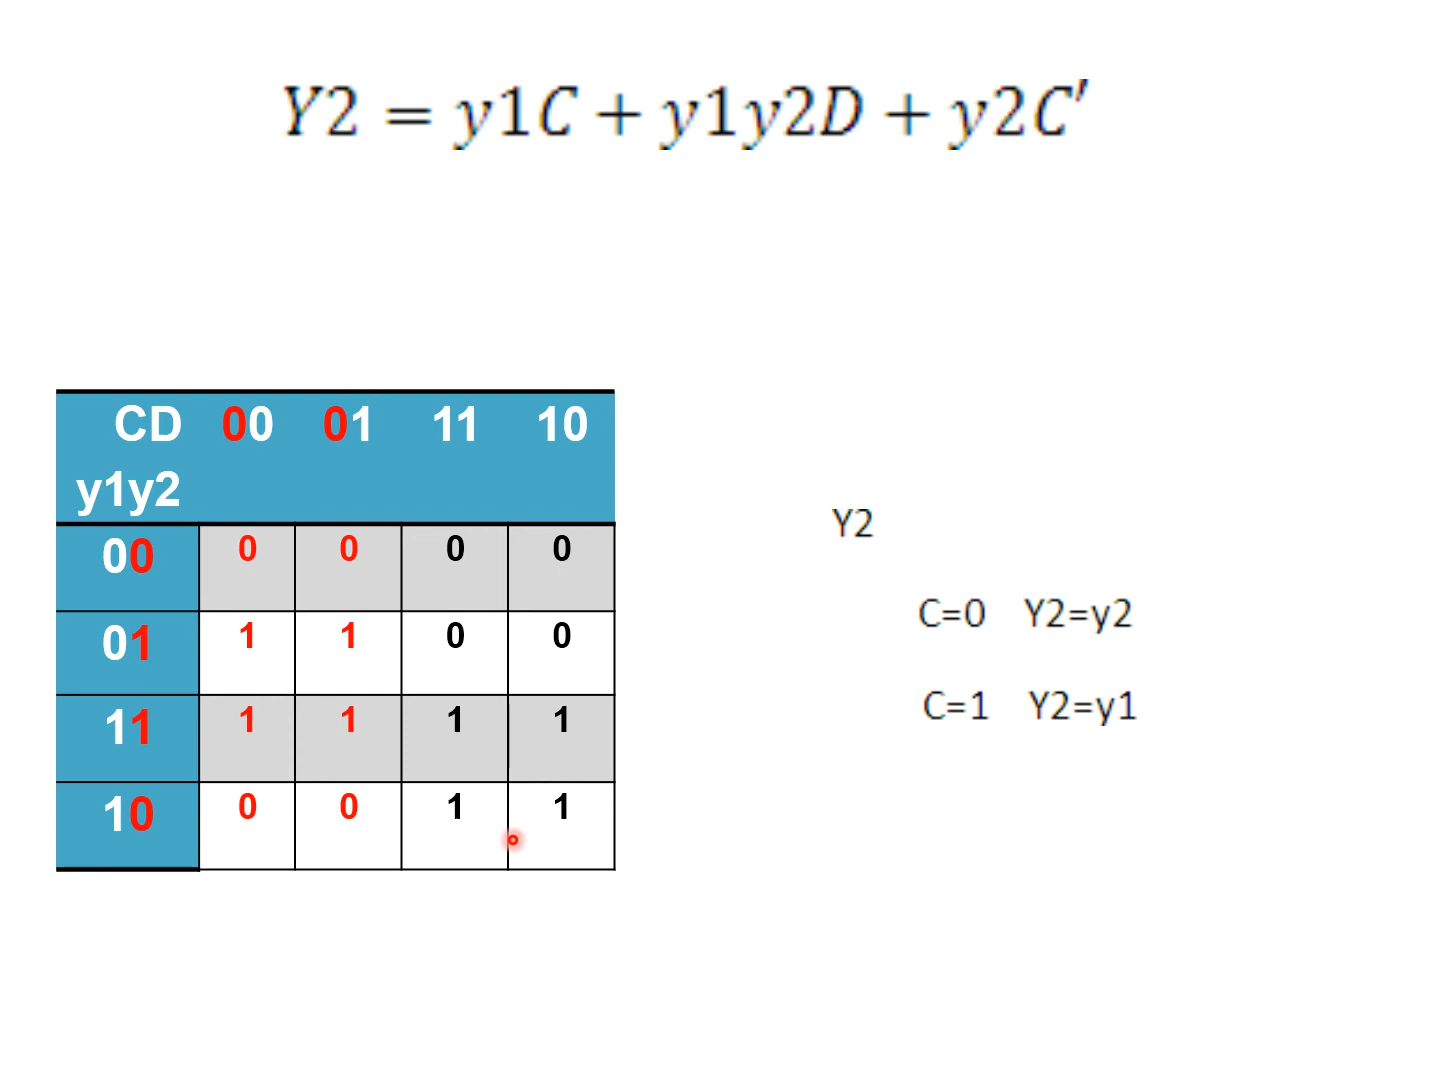 Y2 = y1C + y1y2D + y2C′
CD 00 01 11 10
y1y2
00 0 0 0 0
01 1 1 0 0
11 1 1 1 1
10 0 0 1 1
Y2
C=0 Y2=y2
C=1 Y2=y1